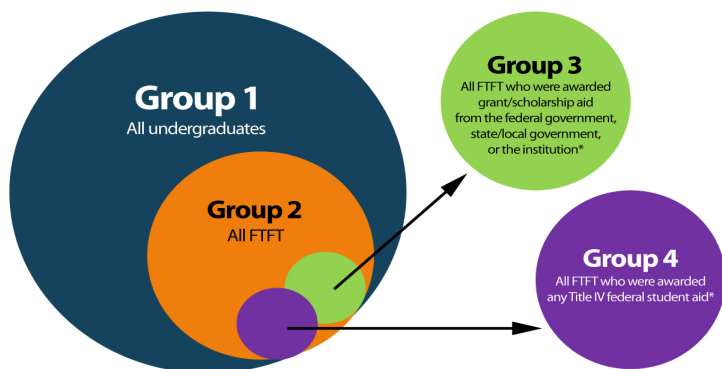 Group 1
All undergraduates
Group 2
All FTFT
Group 3
All FTFT who were awarded
grant/scholarship aid
from the federal government,
state/local government,
or the institution*
Group 4
All FTFT who were awarded
any Title IV federal student aid*